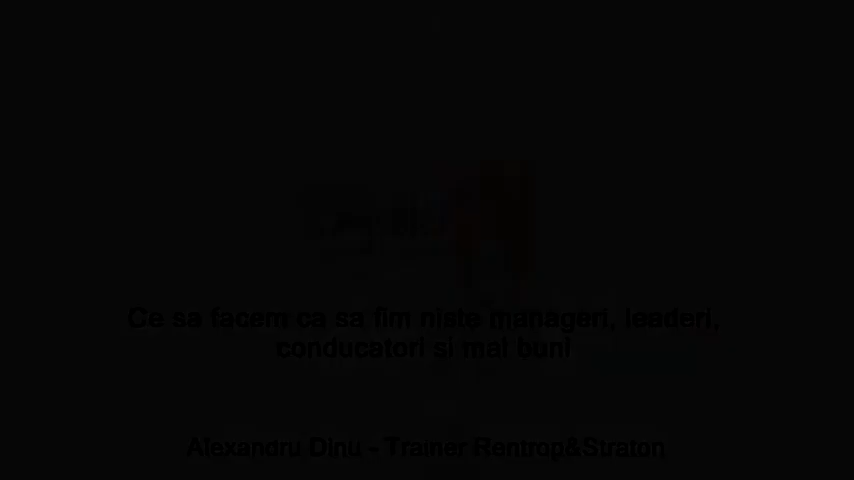 Ce sa facem ca sa fim niste manageri, leaderi,
conducatori si mai buni
Alexandru Dinu - Trainer Rentrop&Straton